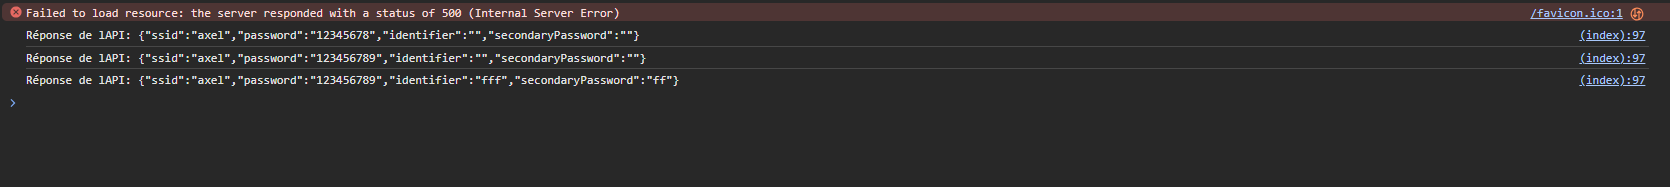 Failed to load resource: the server responded with a status of 500 (Internal Server Error) /favicon.ico:1
Réponse de lAPI: {"ssid":"axel","password":"12345678","identifier":"","secondaryPassword":""} (index):97
Réponse de lAPI: {"ssid":"axel","password":"123456789","identifier":"","secondaryPassword":""} (index):97
Réponse de lAPI: {"ssid":"axel","password":"123456789","identifier":"fff","secondaryPassword":"ff"} (index):97